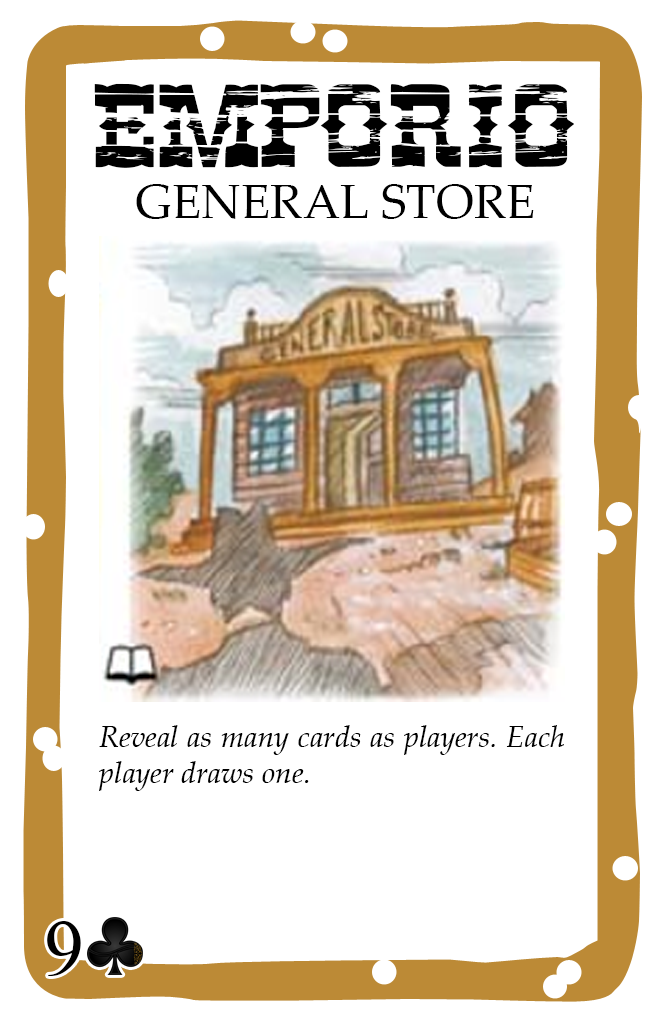 EMPORIO
GENERAL STORE
GENERAL STORE
Reveal as many cards as players. Each
player draws one.
9